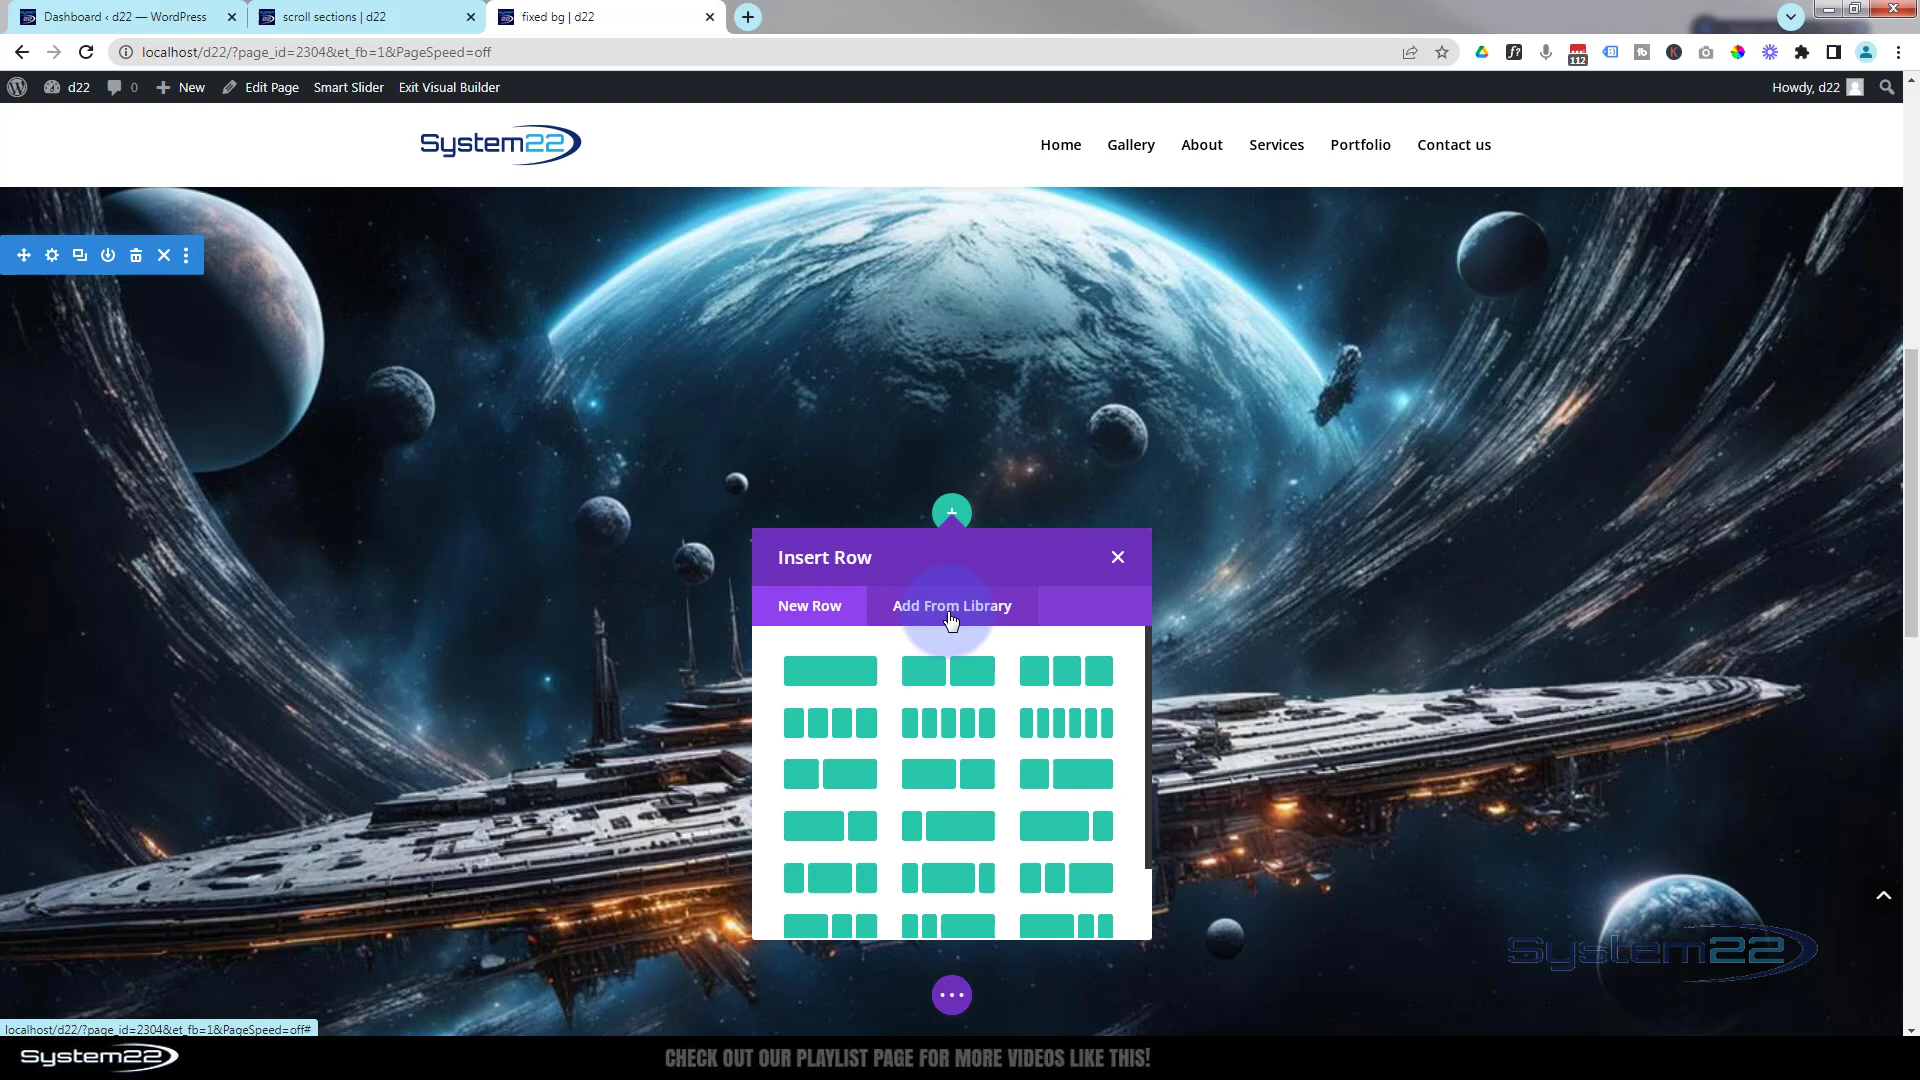 Dashboard ‹ d22 — WordPress
scroll sections | d22
fixed bg | d22
localhost/d22/?page_id=2304&et_fb=1&PageSpeed=off
112
d22
0
New
Edit Page
Smart Slider
Exit Visual Builder
Howdy, d22
System22
Home
Gallery
About
Services
Portfolio
Contact us
Insert Row
New Row
Add From Library
System22
localhost/d22/?page_id=2304&et_fb=1&PageSpeed=off#
System22
CHECK OUT OUR PLAYLIST PAGE FOR MORE VIDEOS LIKE THIS!